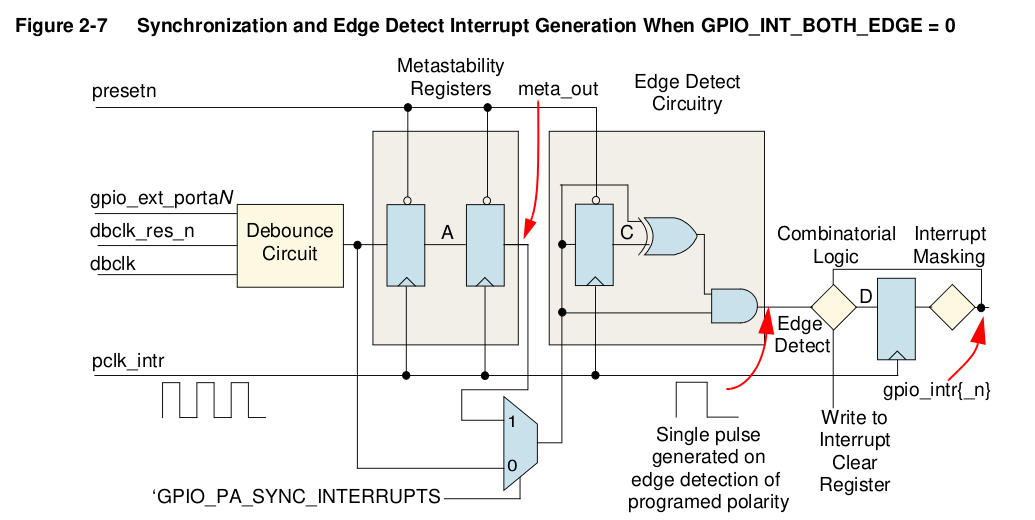 Figure 2-7 Synchronization and Edge Detect Interrupt Generation When GPIO_INT_BOTH_EDGE = 0
Metastability
Registers
presetn
meta_out
Edge Detect
Circuitry
gpio_ext_portaN
dbclk_res_n
dbclk
Debounce
Circuit
A
C
Combinatorial
Logic
Interrupt
Masking
D
Edge
Detect
pclk_intr
gpio_intr{_n}
1
0
Single pulse
generated on
edge detection of
programed polarity
Write to
Interrupt
Clear
Register
‘GPIO_PA_SYNC_INTERRUPTS